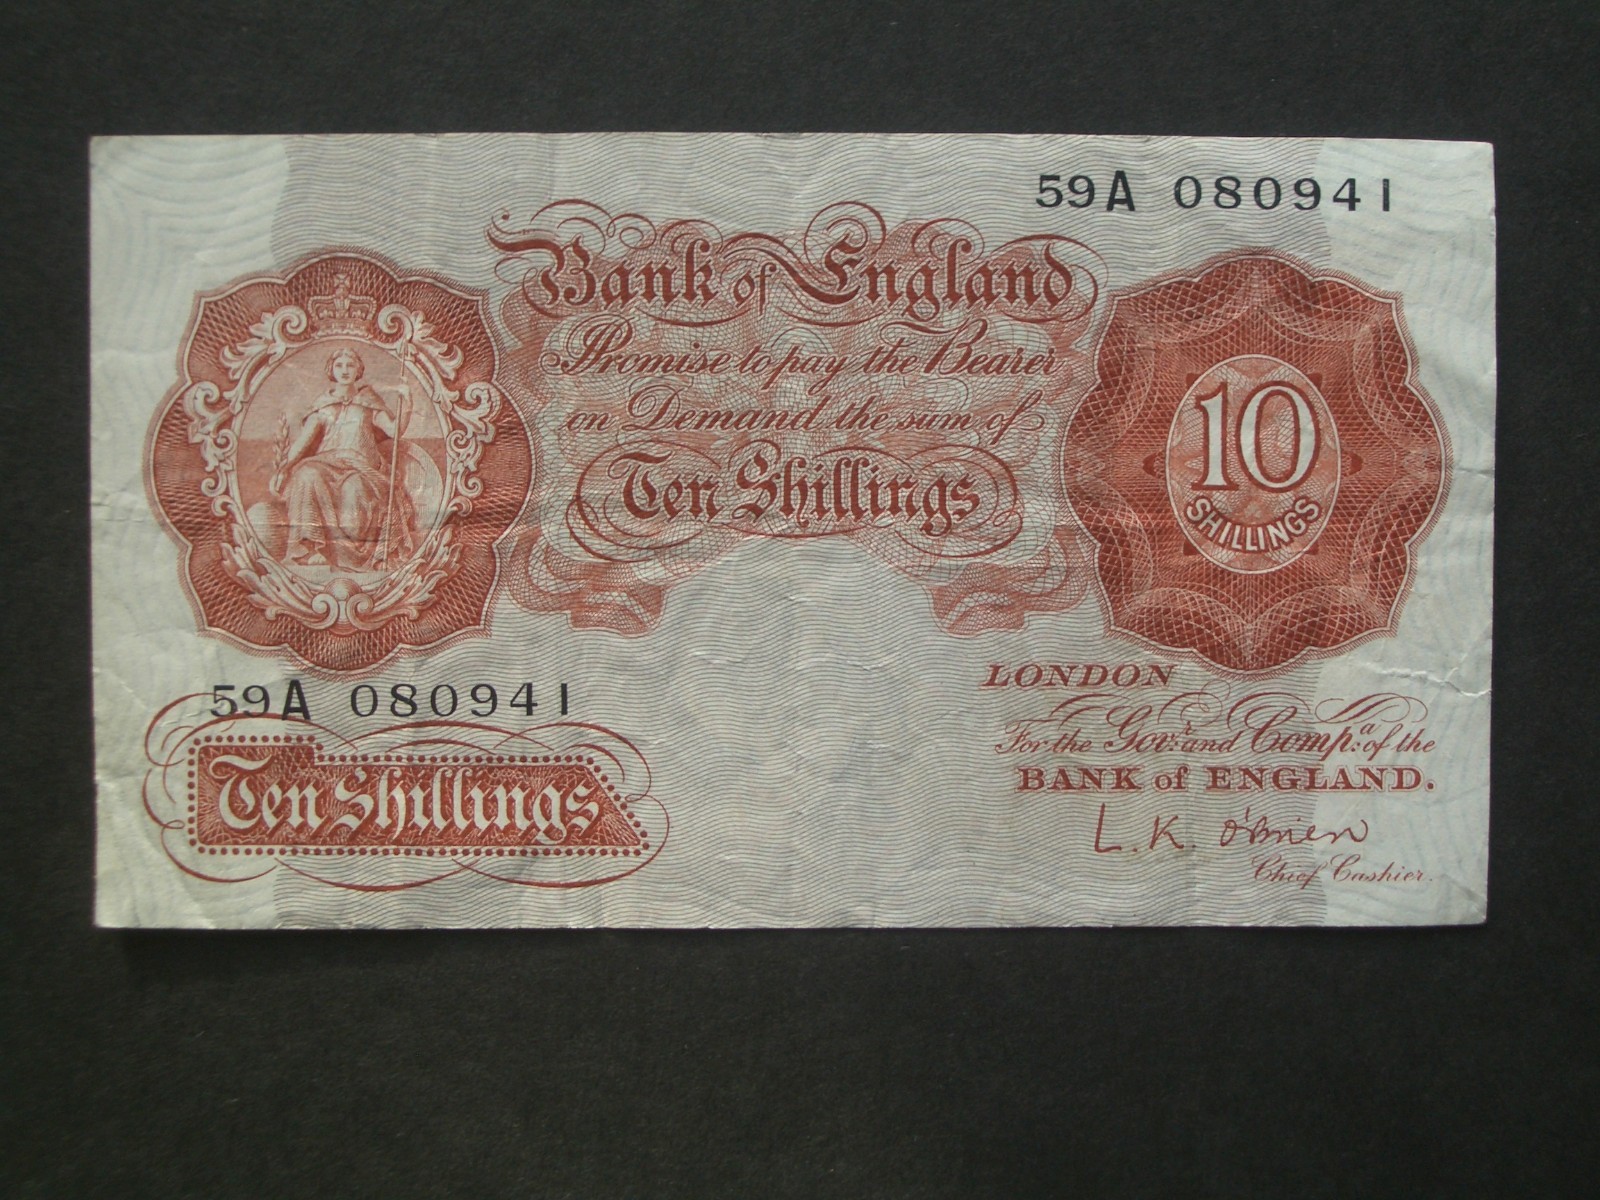 59A 080941
Bank of England
Promise to pay the Bearer
on Demand the sum of
Ten Shillings
10
SHILLINGS
59A 080941
Ten Shillings
LONDON
For the Govr. and Compa. of the
BANK of ENGLAND.
L.K. O'Brien
Chief Cashier.